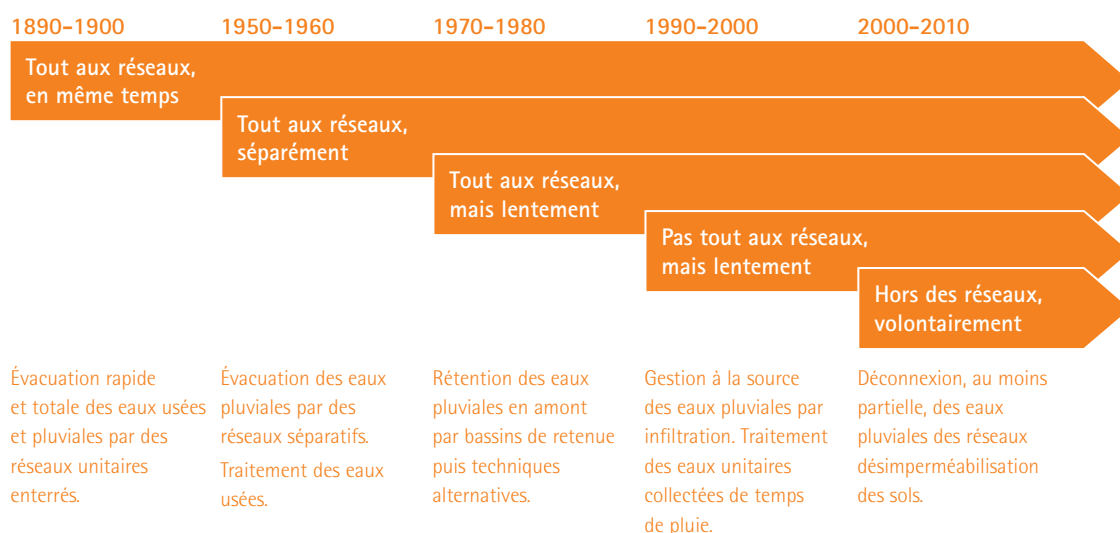 1890-1900
1950-1960
1970-1980
1990-2000
2000-2010
Tout aux réseaux,
en même temps
Tout aux réseaux,
séparément
Tout aux réseaux,
mais lentement
Pas tout aux réseaux,
mais lentement
Hors des réseaux,
volontairement
Évacuation rapide
et totale des eaux usées
et pluviales par des
réseaux unitaires
enterrés.
Évacuation des eaux
pluviales par des
réseaux séparatifs.
Traitement des eaux
usées.
Rétention des eaux
pluviales en amont
par bassins de retenue
puis techniques
alternatives.
Gestion à la source
des eaux pluviales par
infiltration. Traitement
des eaux unitaires
collectées de temps
de pluie.
Déconnexion, au moins
partielle, des eaux
pluviales des réseaux
désimperméabilisation
des sols.